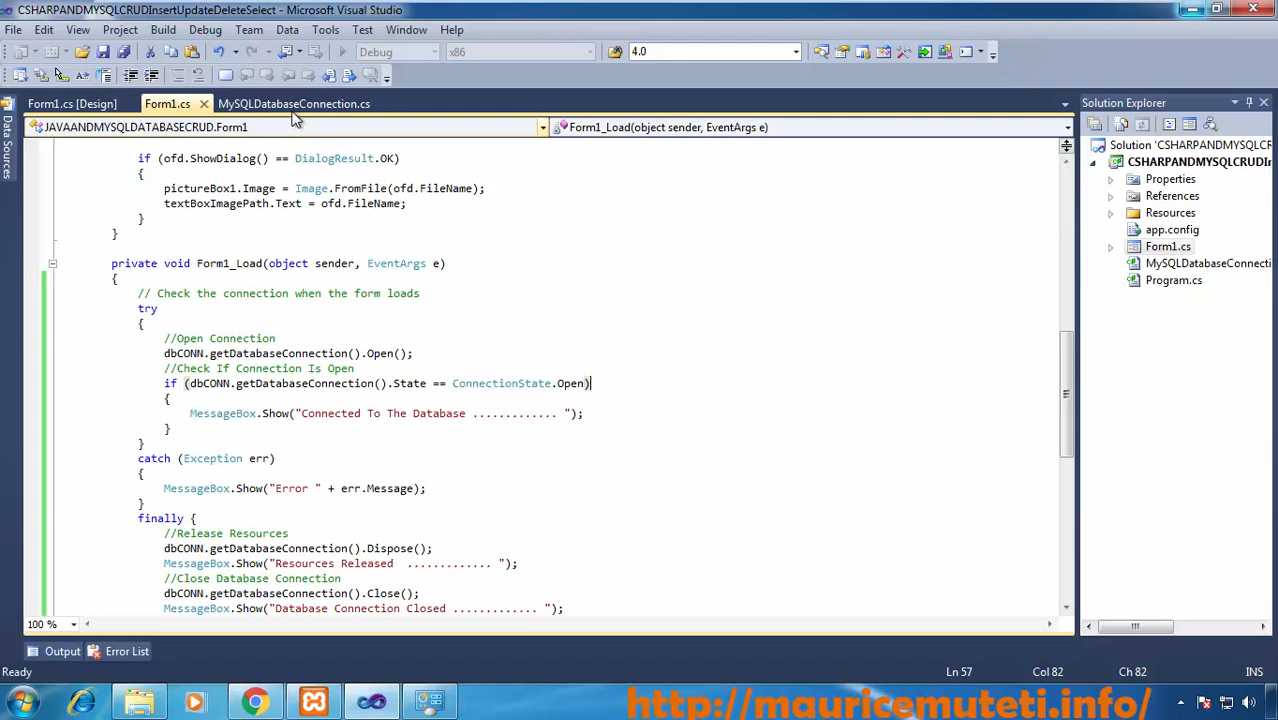 CSHARPANDMYSQLCRUDInsertUpdateDeleteSelect - Microsoft Visual Studio
File Edit View Project Build Debug Team Data Tools Test Window Help
Debug x86 4.0
Form1.cs [Design] Form1.cs MySQLDatabaseConnection.cs
Solution Explorer
Data Sources
JAVAANDMYSQLDATABASECRUD.Form1 Form1_Load(object sender, EventArgs e)
if (ofd.ShowDialog() == DialogResult.OK)
{
pictureBox1.Image = Image.FromFile(ofd.FileName);
textBoxImagePath.Text = ofd.FileName;
}
}
private void Form1_Load(object sender, EventArgs e)
{
// Check the connection when the form loads
try
{
//Open Connection
dbCONN.getDatabaseConnection().Open();
//Check If Connection Is Open
if (dbCONN.getDatabaseConnection().State == ConnectionState.Open)
{
MessageBox.Show("Connected To The Database ............. ");
}
}
catch (Exception err)
{
MessageBox.Show("Error " + err.Message);
}
finally {
//Release Resources
dbCONN.getDatabaseConnection().Dispose();
MessageBox.Show("Resources Released  ............. ");
//Close Database Connection
dbCONN.getDatabaseConnection().Close();
MessageBox.Show("Database Connection Closed ............. ");
Solution 'CSHARPANDMYSQLCR
CSHARPANDMYSQLCRUDIn
Properties
References
Resources
app.config
Form1.cs
MySQLDatabaseConnecti
Program.cs
100 %
Output Error List
Ready Ln 57 Col 82 Ch 82 INS
http://mauricemuteti.info/